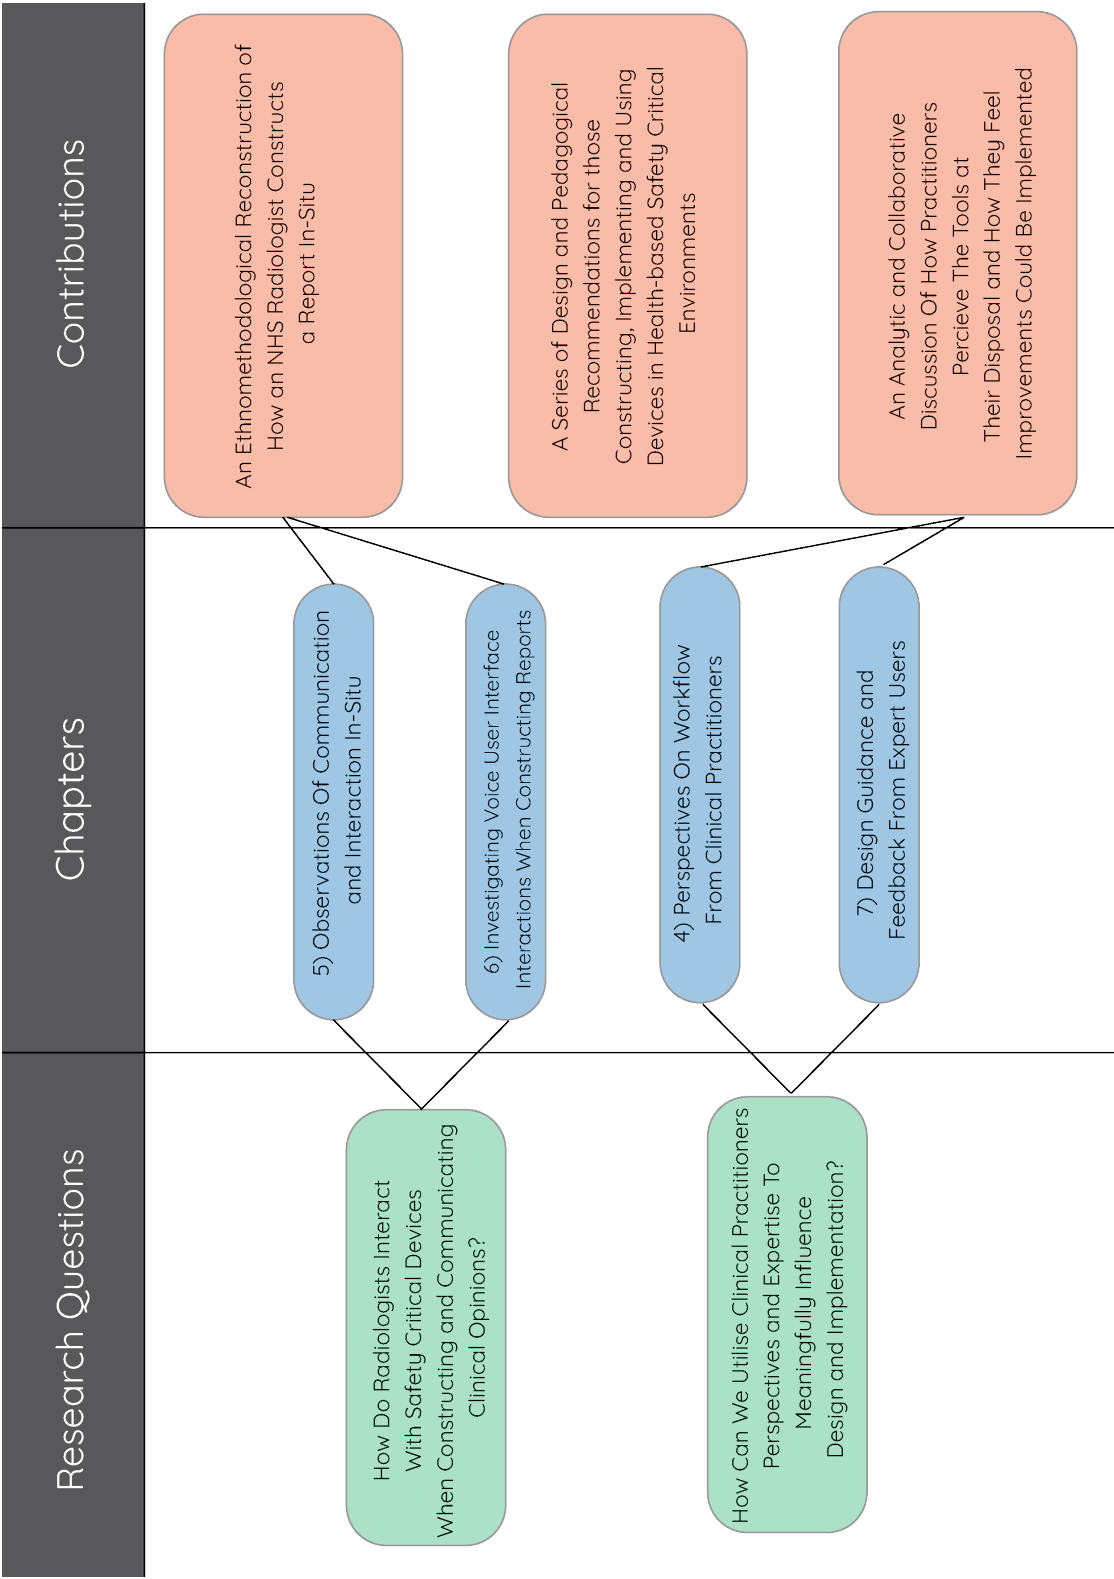 Research Questions
Chapters
Contributions
How Do Radiologists Interact
With Safety Critical Devices
When Constructing and Communicating
Clinical Opinions?
How Can We Utilise Clinical Practitioners
Perspectives and Expertise To
Meaningfully Influence
Design and Implementation?
5) Observations Of Communication
and Interaction In-Situ
6) Investigating Voice User Interface
Interactions When Constructing Reports
4) Perspectives On Workflow
From Clinical Practitioners
7) Design Guidance and
Feedback From Expert Users
An Ethnomethodological Reconstruction of
How an NHS Radiologist Constructs
a Report In-Situ
A Series of Design and Pedagogical
Recommendations for those
Constructing, Implementing and Using
Devices in Health-based Safety Critical
Environments
An Analytic and Collaborative
Discussion Of How Practitioners
Percieve The Tools at
Their Disposal and How They Feel
Improvements Could Be Implemented